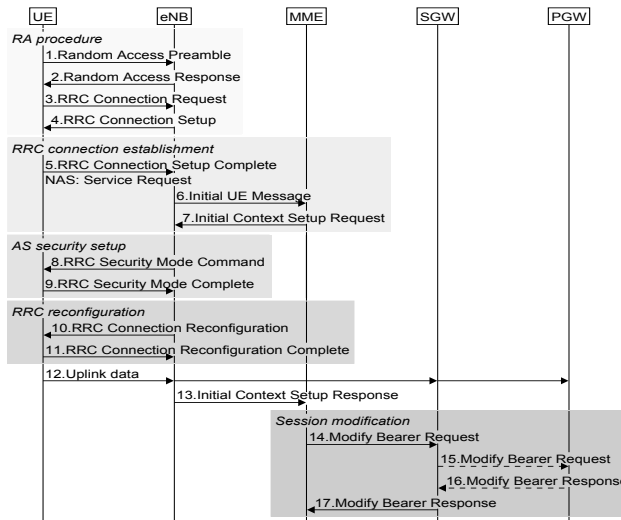 UE eNB MME SGW PGW
RA procedure
1.Random Access Preamble
2.Random Access Response
3.RRC Connection Request
4.RRC Connection Setup
RRC connection establishment
5.RRC Connection Setup Complete
NAS: Service Request
6.Initial UE Message
7.Initial Context Setup Request
AS security setup
8.RRC Security Mode Command
9.RRC Security Mode Complete
RRC reconfiguration
10.RRC Connection Reconfiguration
11.RRC Connection Reconfiguration Complete
12.Uplink data
13.Initial Context Setup Response
Session modification
14.Modify Bearer Request
15.Modify Bearer Request
16.Modify Bearer Response
17.Modify Bearer Response